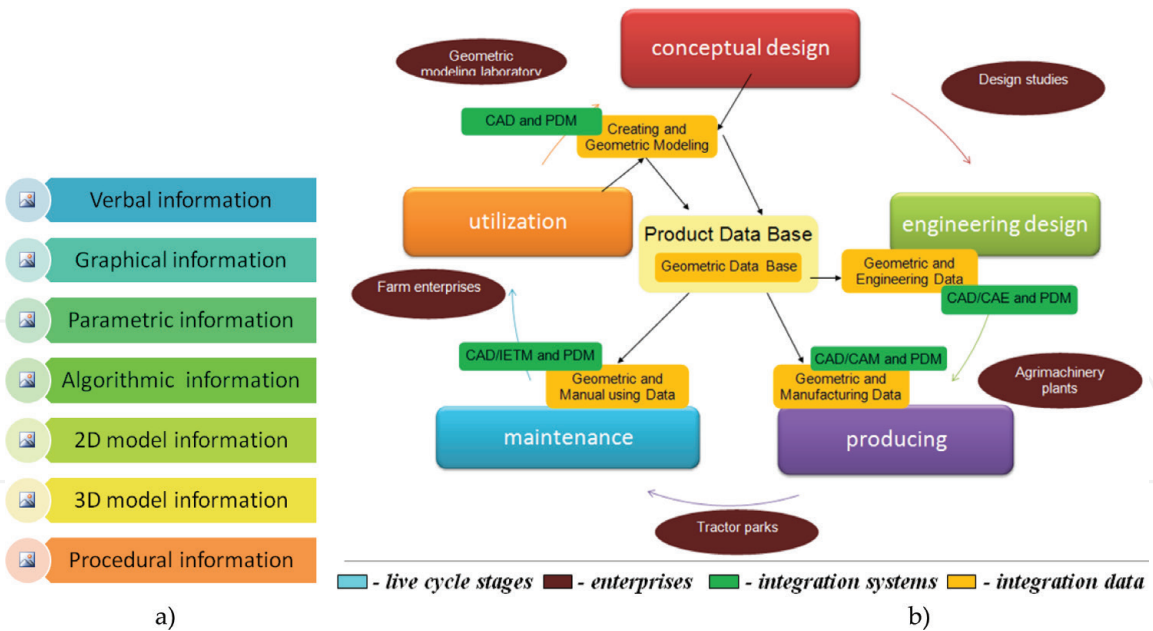 Verbal information
Graphical information
Parametric information
Algorithmic information
2D model information
3D model information
Procedural information
a)
conceptual design
Geometric
modeling laboratory
Design studies
CAD and PDM
Creating and
Geometric Modeling
utilization
engineering design
Product Data Base
Geometric Data Base
Geometric and
Engineering Data
CAD/CAE and PDM
Farm enterprises
CAD/IETM and PDM
Geometric and
Manual using Data
CAD/CAM and PDM
Geometric and
Manufacturing Data
Agrimachinery
plants
maintenance
producing
Tractor parks
- live cycle stages
- enterprises
- integration systems
- integration data
b)